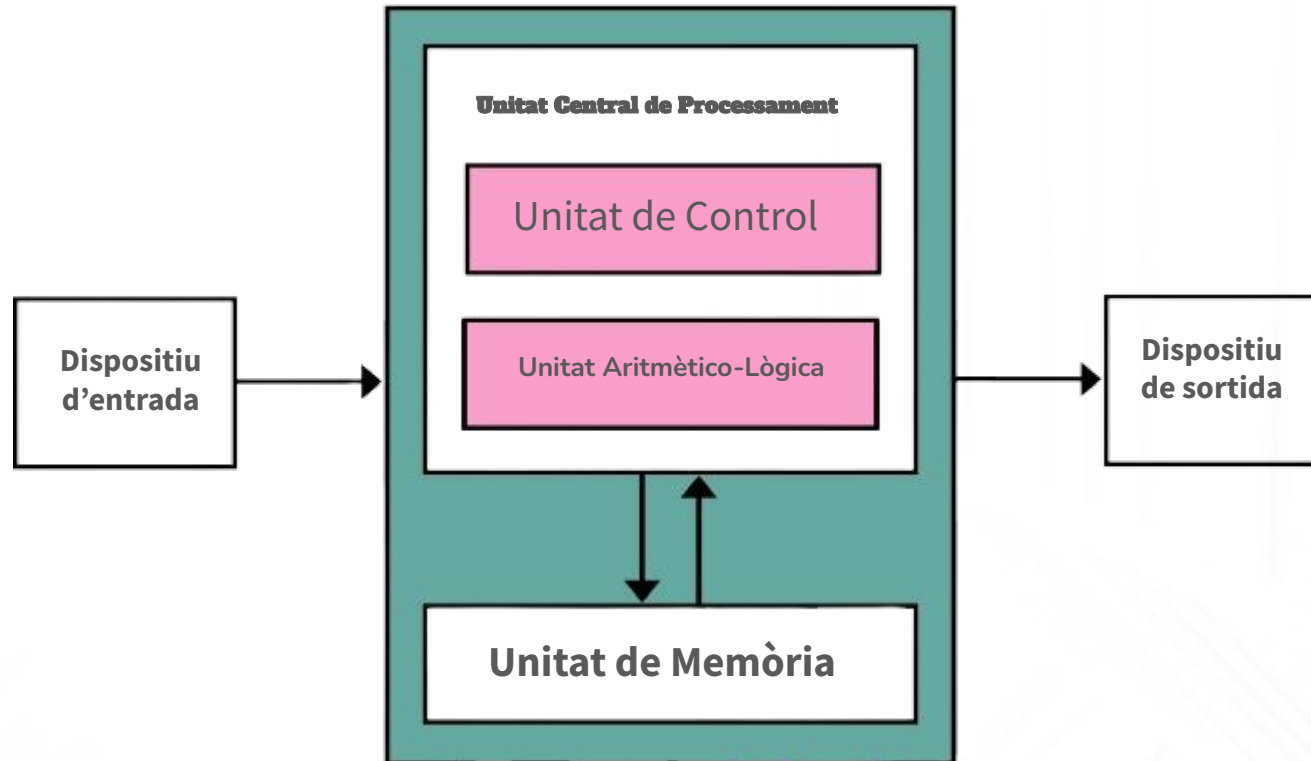 Unitat Central de Processament
Unitat de Control
Unitat Aritmètico-Lògica
Dispositiu
d’entrada
Dispositiu
de sortida
Unitat de Memòria